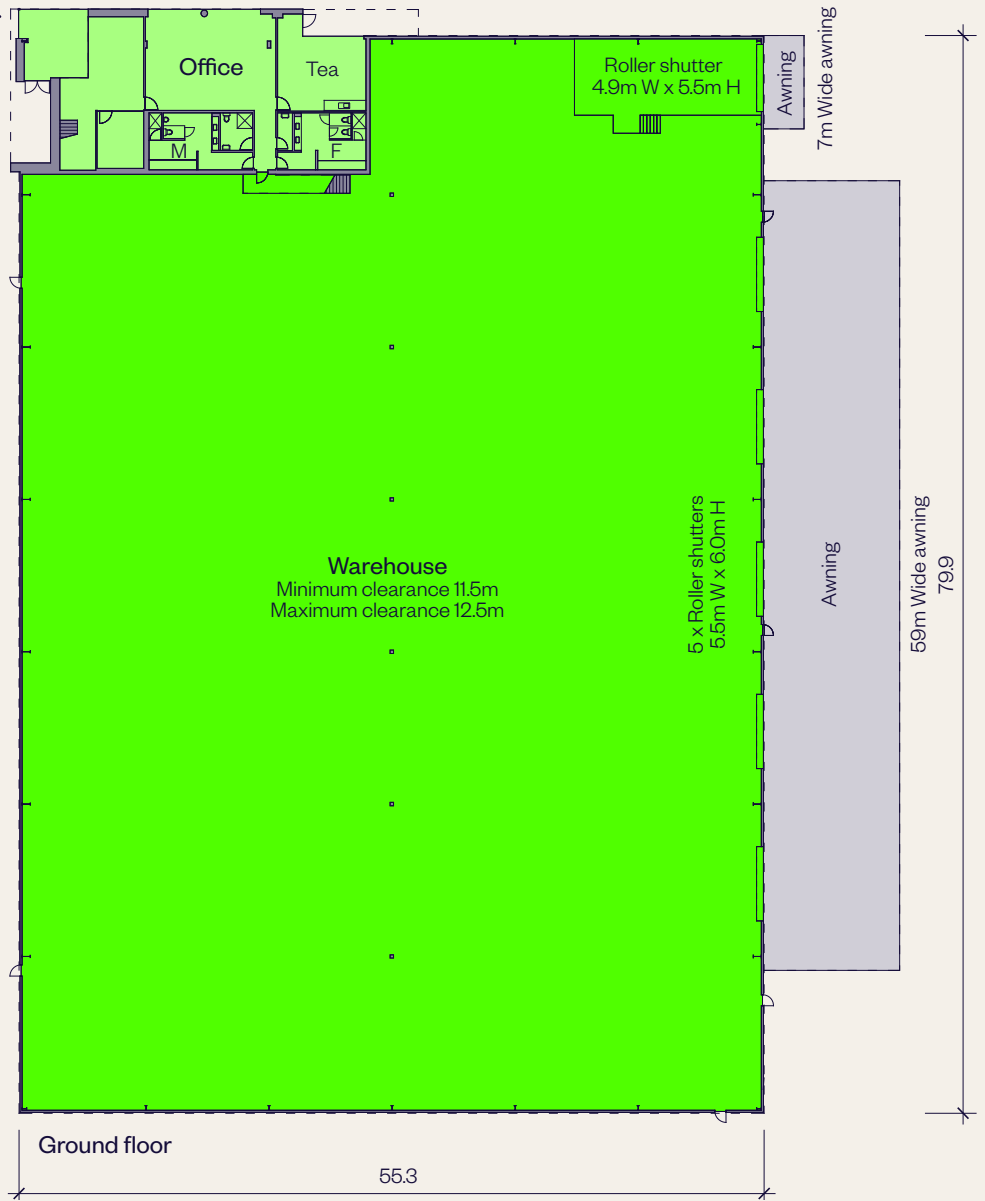 Office
Tea
M
F
Roller shutter
4.9m W x 5.5m H
Awning
7m Wide awning
Warehouse
Minimum clearance 11.5m
Maximum clearance 12.5m
5 x Roller shutters
5.5m W x 6.0m H
Awning
59m Wide awning
79.9
Ground floor
55.3